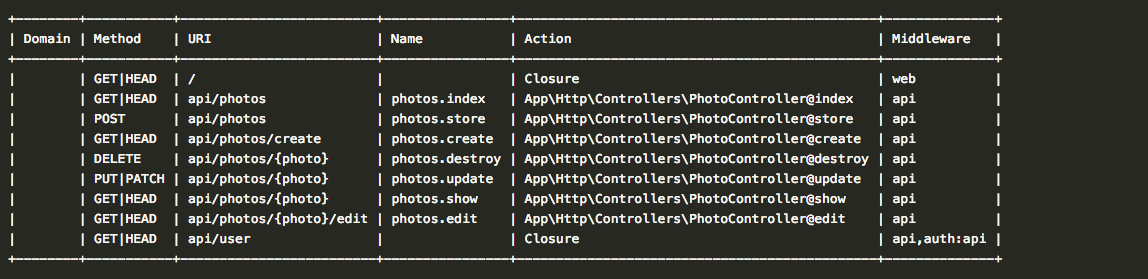 +--------+-----------+-------------------------+----------------+----------------------------------------------+--------------+
| Domain | Method    | URI                     | Name           | Action                                       | Middleware   |
+--------+-----------+-------------------------+----------------+----------------------------------------------+--------------+
|        | GET|HEAD  | /                       |                | Closure                                      | web          |
|        | GET|HEAD  | api/photos              | photos.index   | App\Http\Controllers\PhotoController@index   | api          |
|        | POST      | api/photos              | photos.store   | App\Http\Controllers\PhotoController@store   | api          |
|        | GET|HEAD  | api/photos/create       | photos.create  | App\Http\Controllers\PhotoController@create  | api          |
|        | DELETE    | api/photos/{photo}      | photos.destroy | App\Http\Controllers\PhotoController@destroy | api          |
|        | PUT|PATCH | api/photos/{photo}      | photos.update  | App\Http\Controllers\PhotoController@update  | api          |
|        | GET|HEAD  | api/photos/{photo}      | photos.show    | App\Http\Controllers\PhotoController@show    | api          |
|        | GET|HEAD  | api/photos/{photo}/edit | photos.edit    | App\Http\Controllers\PhotoController@edit    | api          |
|        | GET|HEAD  | api/user                |                | Closure                                      | api,auth:api |
+--------+-----------+-------------------------+----------------+----------------------------------------------+--------------+